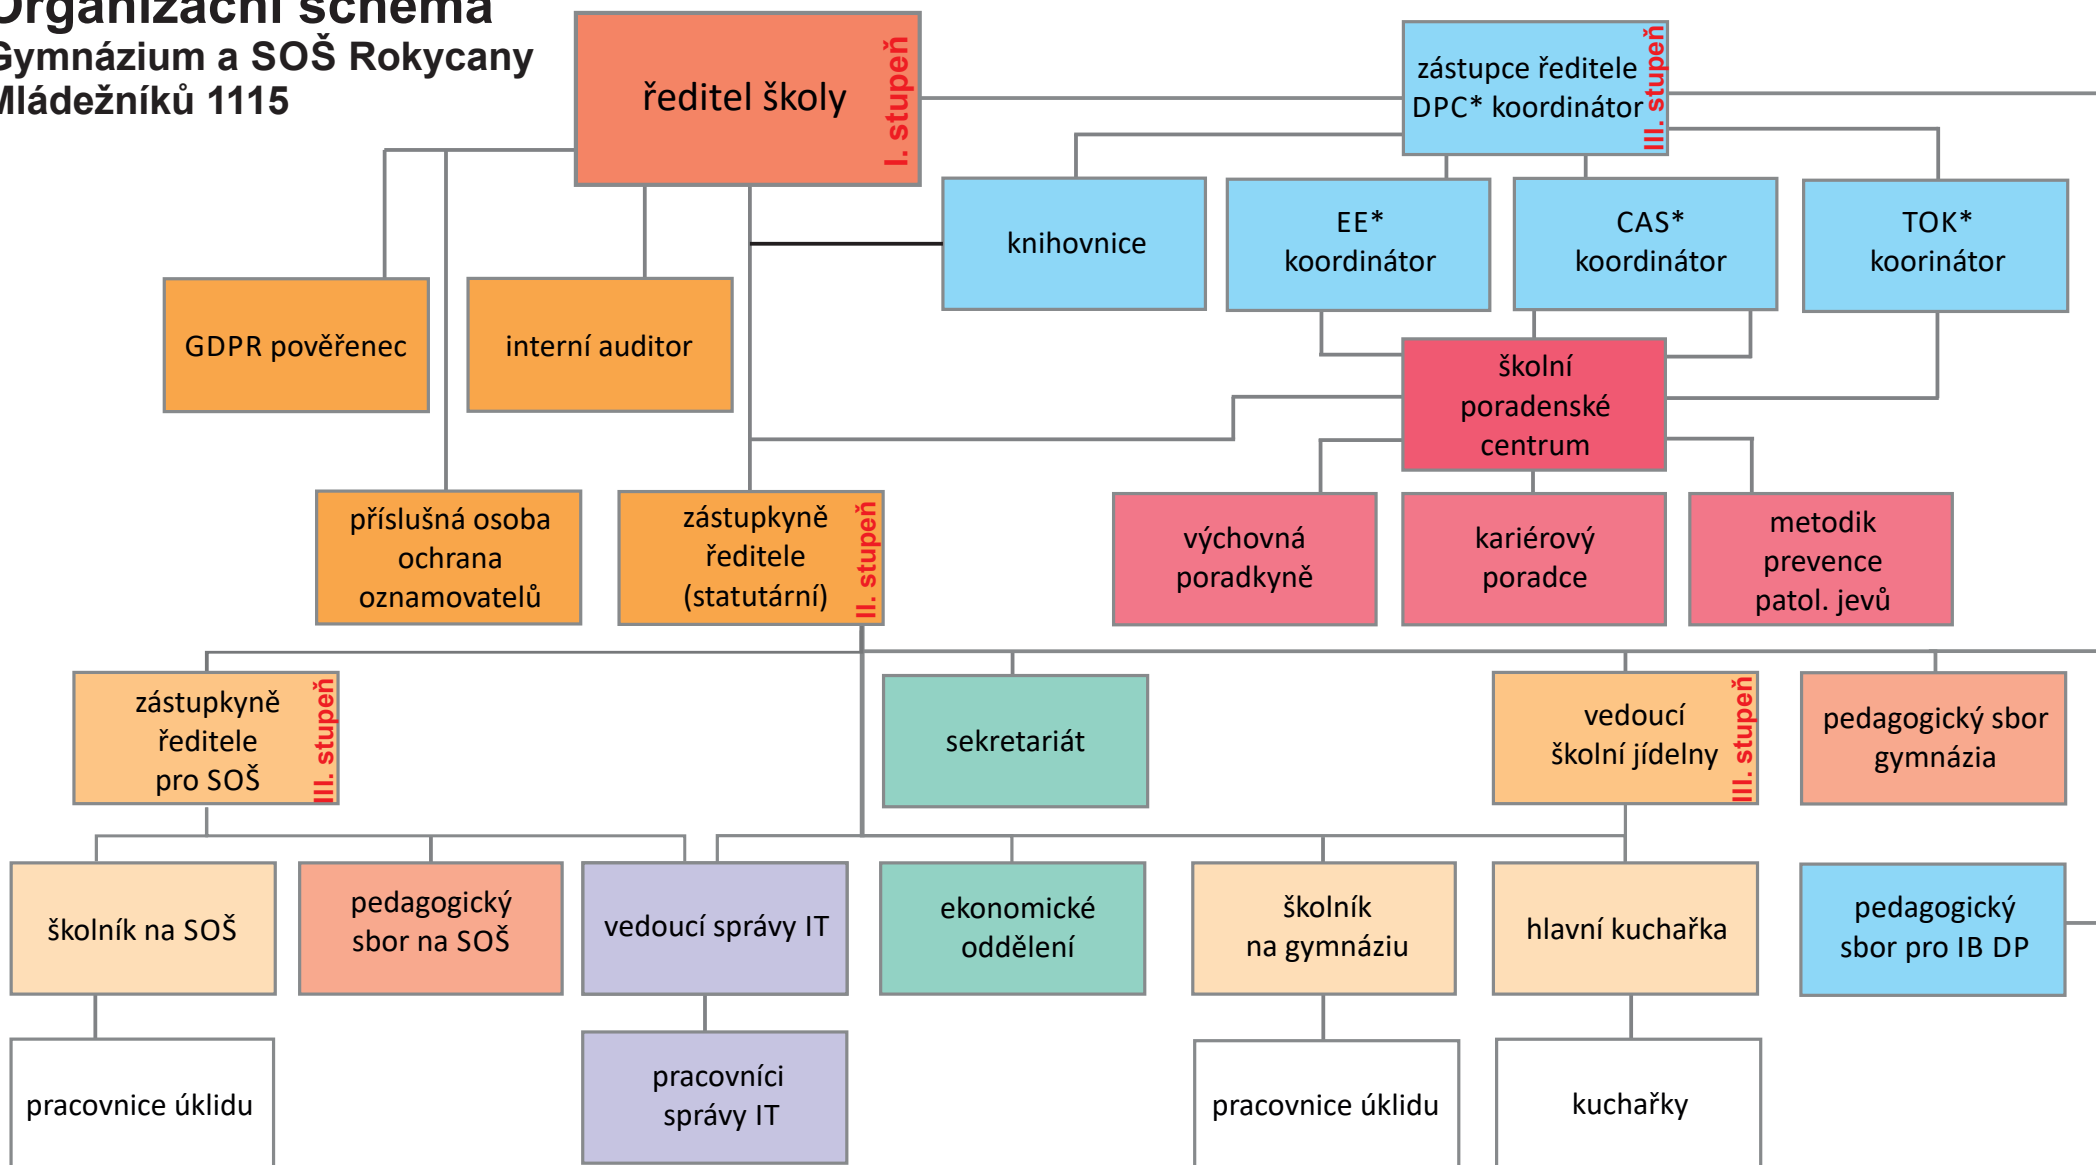 Organizační schéma
Gymnázium a SOŠ Rokycany
Mládežníků 1115
ředitel školy
I. stupeň
zástupce ředitele
DPC* koordinátor
III. stupeň
knihovnice
EE*
koordinátor
CAS*
koordinátor
TOK*
koorinátor
GDPR pověřenec
interní auditor
školní
poradenské
centrum
příslušná osoba
ochrana
oznamovatelů
zástupkyně
ředitele
(statutární)
II. stupeň
výchovná
poradkyně
kariérový
poradce
metodik
prevence
patol. jevů
zástupkyně
ředitele
pro SOŠ
III. stupeň
sekretariát
vedoucí
školní jídelny
III. stupeň
pedagogický sbor
gymnázia
školník na SOŠ
pedagogický
sbor na SOŠ
vedoucí správy IT
ekonomické
oddělení
školník
na gymnáziu
hlavní kuchařka
pedagogický
sbor pro IB DP
pracovnice úklidu
pracovníci
správy IT
pracovnice úklidu
kuchařky